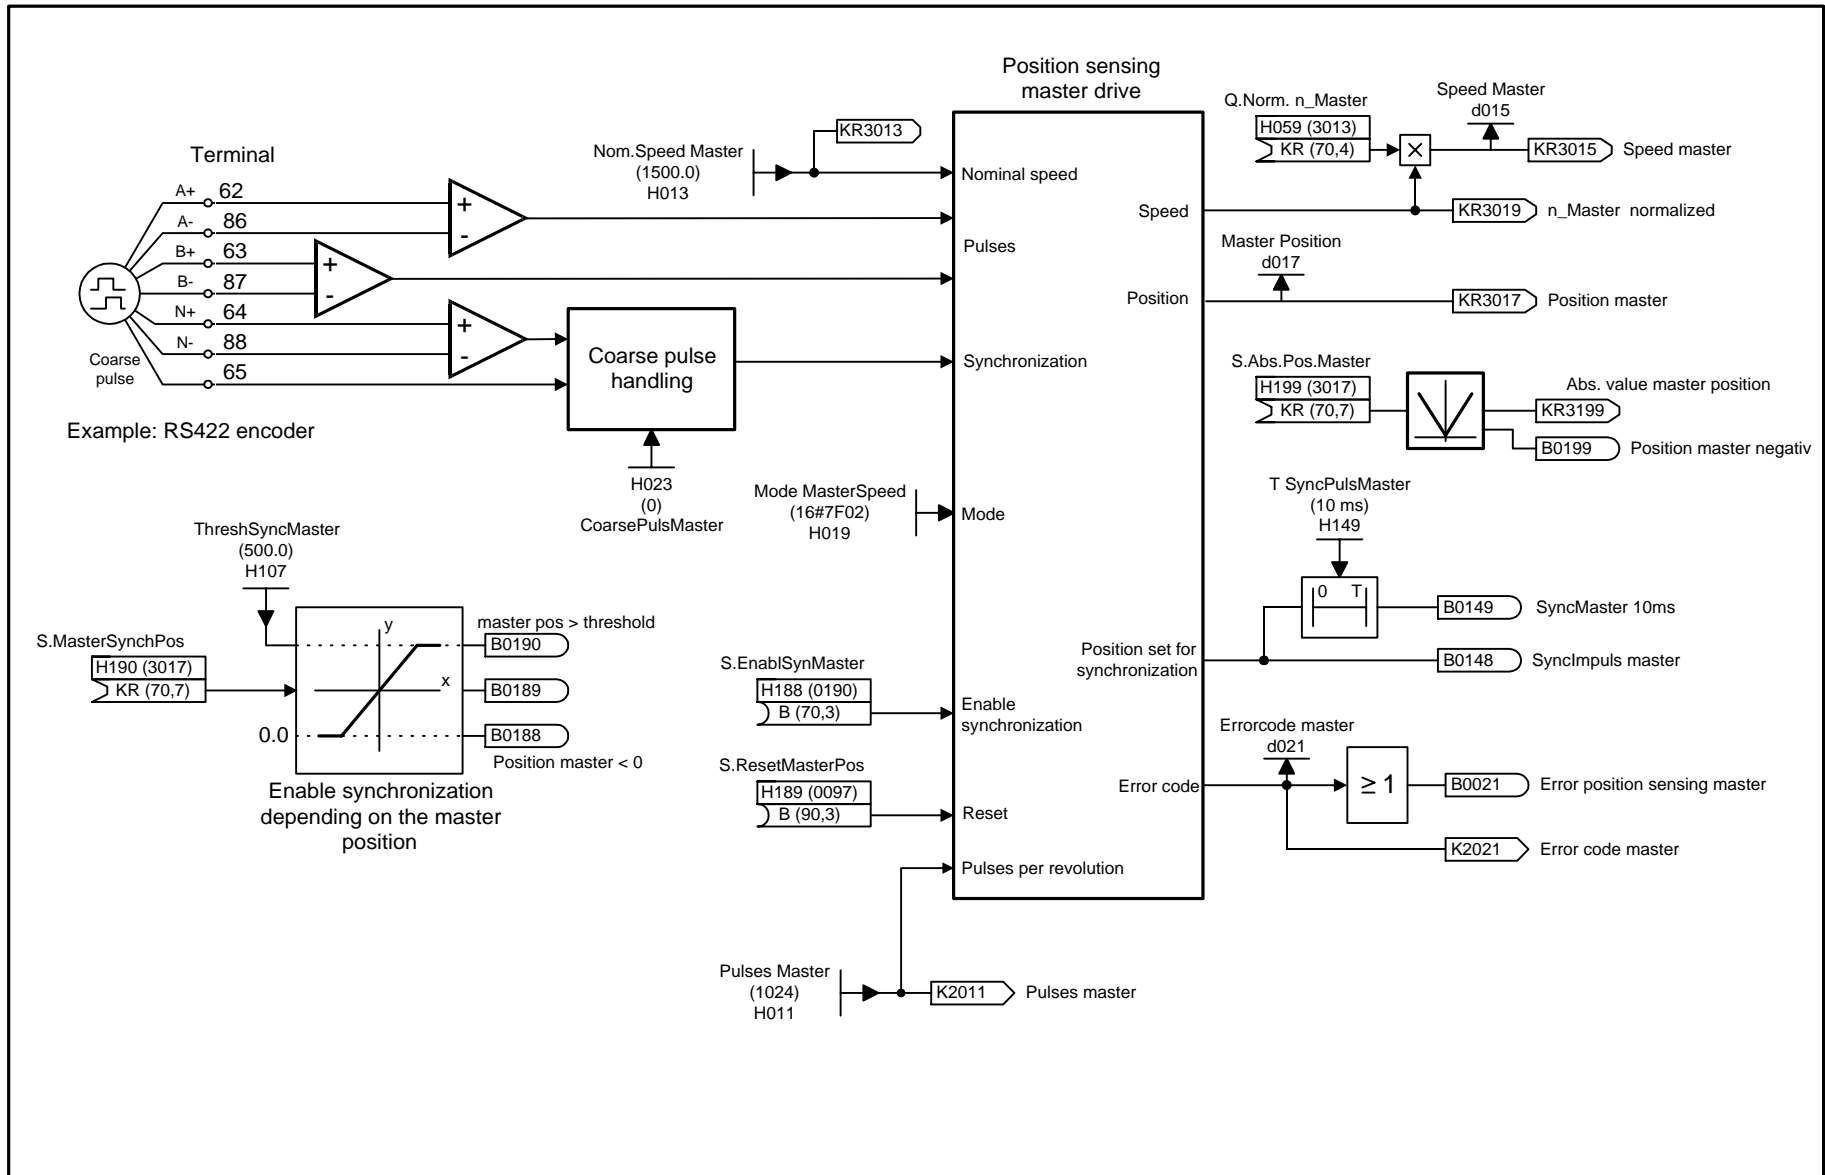 Position sensing
master drive
Terminal
A+ 62
A- 86
B+ 63
B- 87
N+ 64
N- 88
65
Coarse
pulse
Example: RS422 encoder
+
-
+
-
+
-
Coarse pulse
handling
H023
(0)
CoarsePulsMaster
Nom.Speed Master
(1500.0)
H013
KR3013
Nominal speed
Pulses
Synchronization
Mode MasterSpeed
(16#7F02)
H019
Mode
ThreshSyncMaster
(500.0)
H107
S.MasterSynchPos
H190 (3017)
KR (70,7)
0.0
y
x
master pos > threshold
B0190
B0189
B0188
Position master < 0
Enable synchronization
depending on the master
position
S.EnablSynMaster
H188 (0190)
B (70,3)
Enable
synchronization
S.ResetMasterPos
H189 (0097)
B (90,3)
Reset
Pulses per revolution
Pulses Master
(1024)
H011
K2011 Pulses master
Speed
Position
Position set for
synchronization
Error code
Q.Norm. n_Master
H059 (3013)
KR (70,4)
×
Speed Master
d015
KR3015 Speed master
KR3019 n_Master normalized
Master Position
d017
KR3017 Position master
S.Abs.Pos.Master
H199 (3017)
KR (70,7)
Abs. value master position
KR3199
B0199 Position master negativ
T SyncPulsMaster
(10 ms)
H149
0 T
B0149 SyncMaster 10ms
B0148 SyncImpuls master
Errorcode master
d021
≥ 1
B0021 Error position sensing master
K2021 Error code master